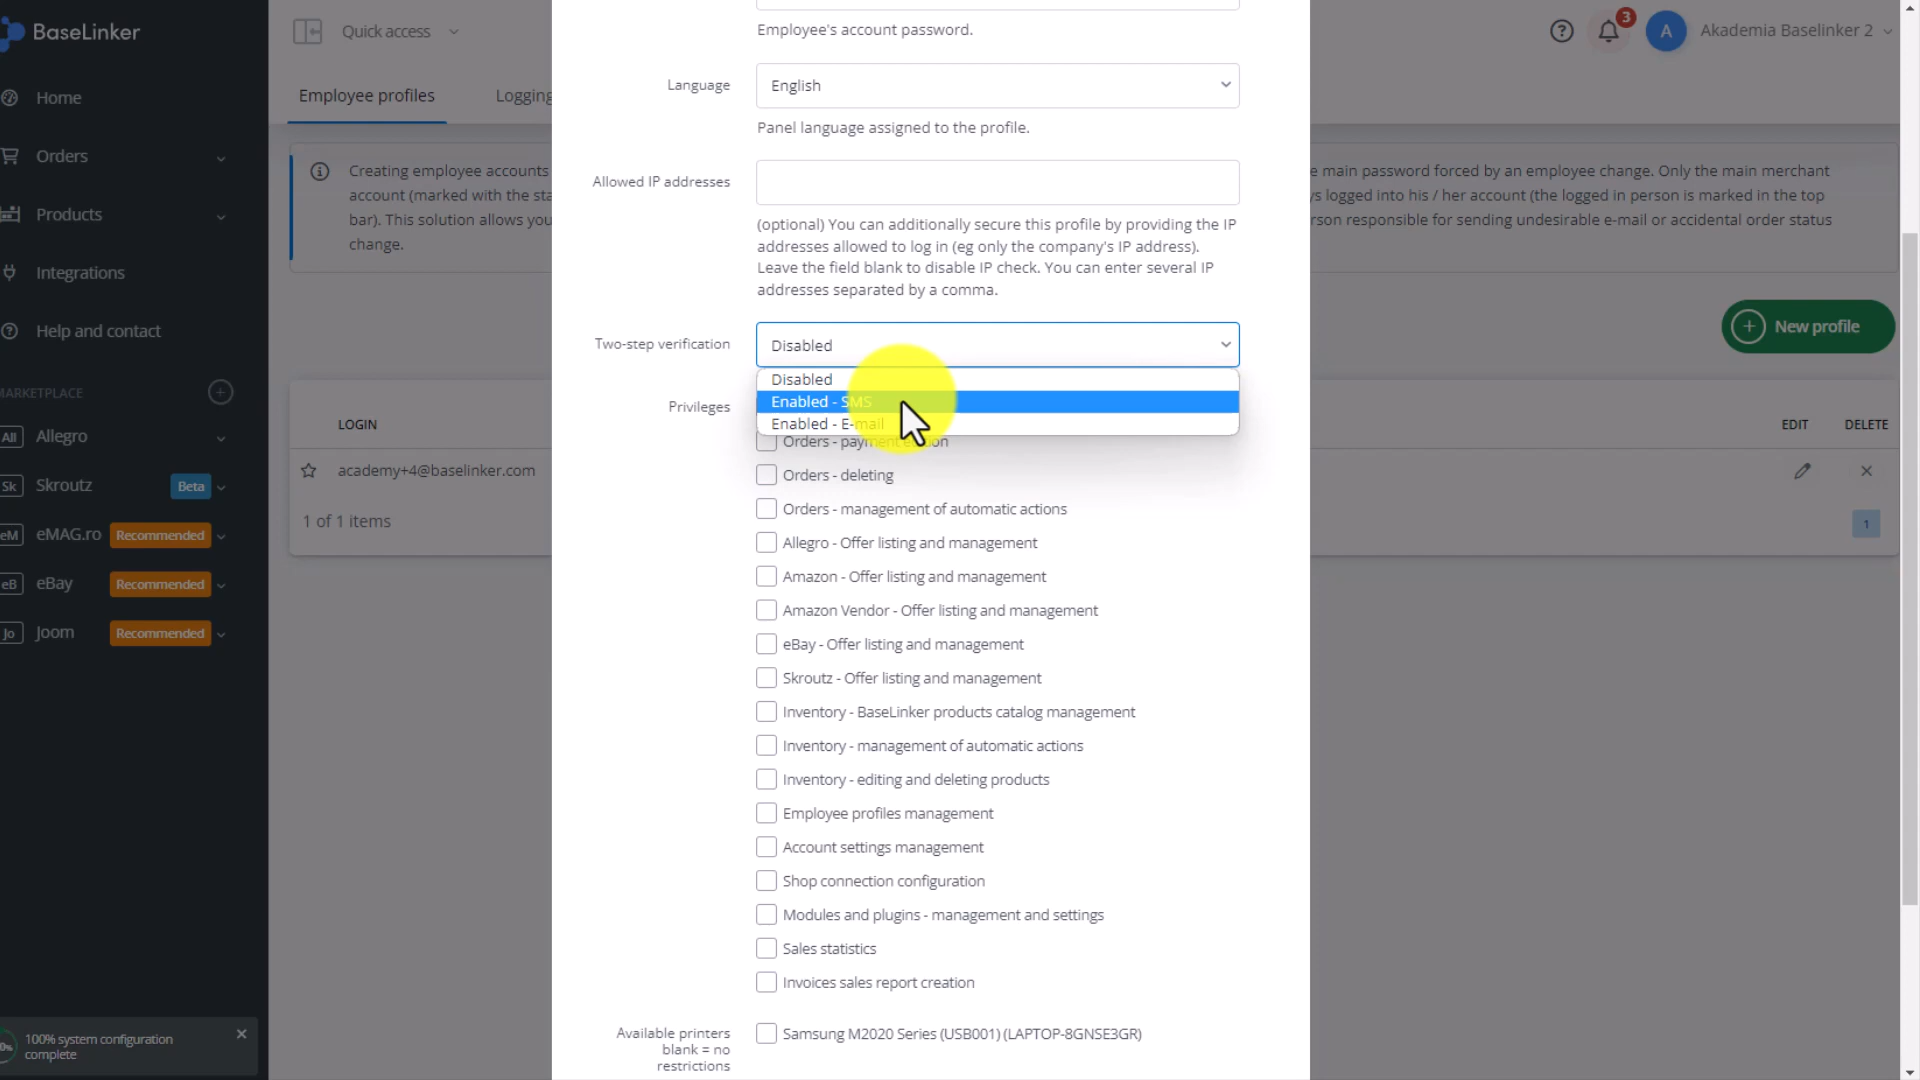 BaseLinker
Quick access
3
A
Akademia Baselinker 2
Home
Orders
Products
Integrations
Help and contact
MARKETPLACE
All Allegro
Sk Skroutz Beta
eM eMAG.ro Recommended
eB eBay Recommended
Jo Joom Recommended
100% system configuration
complete
Employee profiles
Logging
Creating employee accounts
account (marked with the sta
bar). This solution allows you
change.
e main password forced by an employee change. Only the main merchant
s logged into his / her account (the logged in person is marked in the top
rson responsible for sending undesirable e-mail or accidental order status
New profile
LOGIN
EDIT DELETE
academy+4@baselinker.com
1 of 1 items
1
Employee's account password.
Language English
Panel language assigned to the profile.
Allowed IP addresses
(optional) You can additionally secure this profile by providing the IP
addresses allowed to log in (eg only the company's IP address).
Leave the field blank to disable IP check. You can enter several IP
addresses separated by a comma.
Two-step verification Disabled
Disabled
Enabled - SMS
Enabled - E-mail
Privileges
Orders - payment edition
Orders - deleting
Orders - management of automatic actions
Allegro - Offer listing and management
Amazon - Offer listing and management
Amazon Vendor - Offer listing and management
eBay - Offer listing and management
Skroutz - Offer listing and management
Inventory - BaseLinker products catalog management
Inventory - management of automatic actions
Inventory - editing and deleting products
Employee profiles management
Account settings management
Shop connection configuration
Modules and plugins - management and settings
Sales statistics
Invoices sales report creation
Available printers
blank = no
restrictions
Samsung M2020 Series (USB001) (LAPTOP-8GNSE3GR)